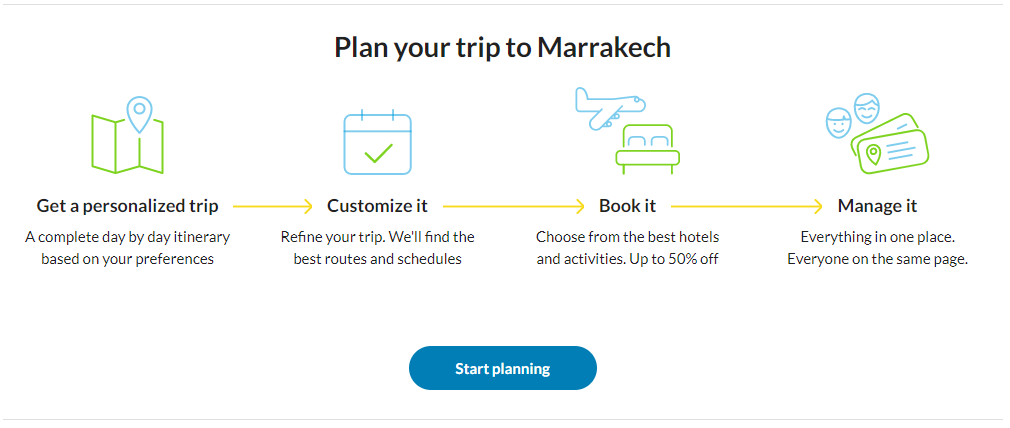 Plan your trip to Marrakech
Get a personalized trip
A complete day by day itinerary
based on your preferences
Customize it
Refine your trip. We'll find the
best routes and schedules
Book it
Choose from the best hotels
and activities. Up to 50% off
Manage it
Everything in one place.
Everyone on the same page.
Start planning